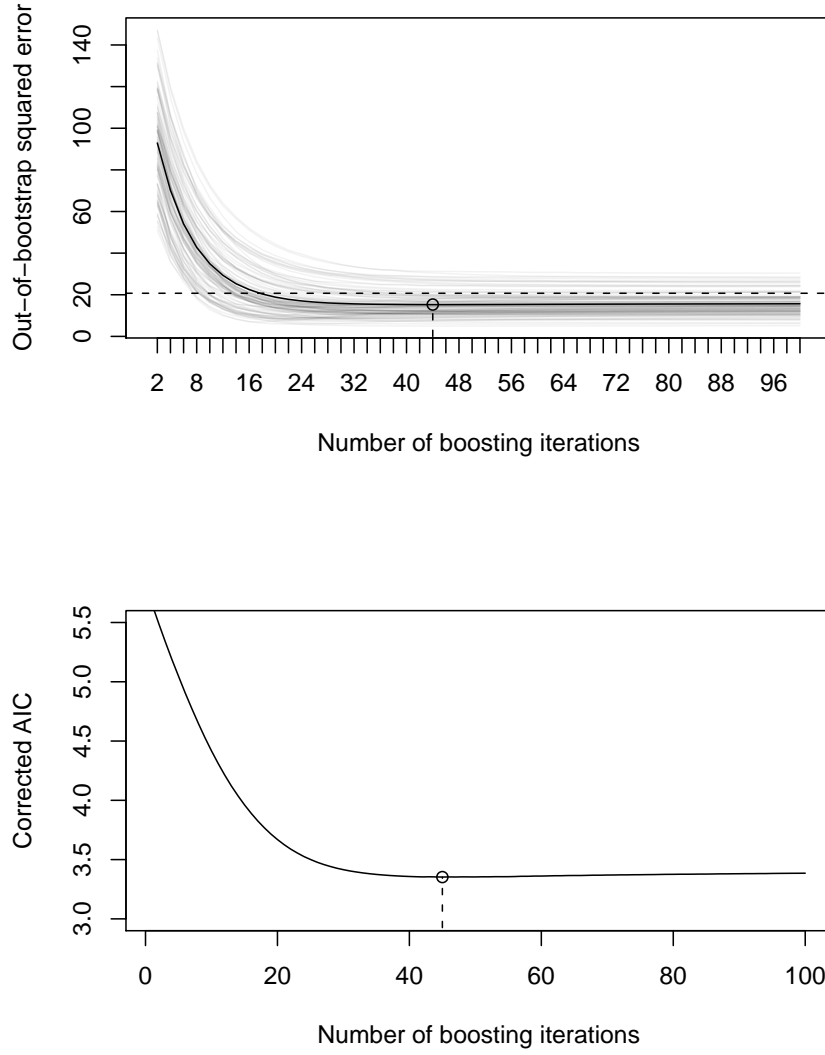 Out−of−bootstrap squared error
140
100
60
20
0
2 8 16 24 32 40 48 56 64 72 80 88 96
Number of boosting iterations
Corrected AIC
5.5
5.0
4.5
4.0
3.5
3.0
0 20 40 60 80 100
Number of boosting iterations